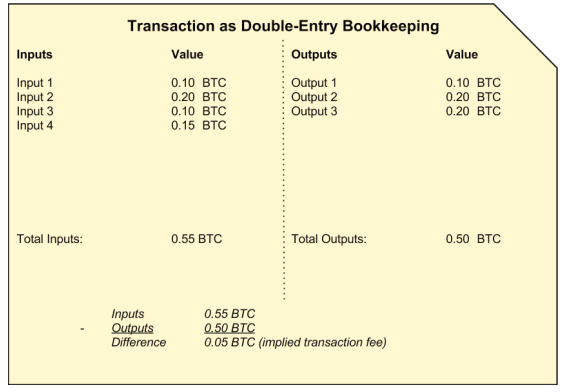 Transaction as Double-Entry Bookkeeping
Inputs Value Outputs Value
Input 1 0.10 BTC Output 1 0.10 BTC
Input 2 0.20 BTC Output 2 0.20 BTC
Input 3 0.10 BTC Output 3 0.20 BTC
Input 4 0.15 BTC
Total Inputs: 0.55 BTC Total Outputs: 0.50 BTC
Inputs 0.55 BTC
- Outputs 0.50 BTC
Difference 0.05 BTC (implied transaction fee)